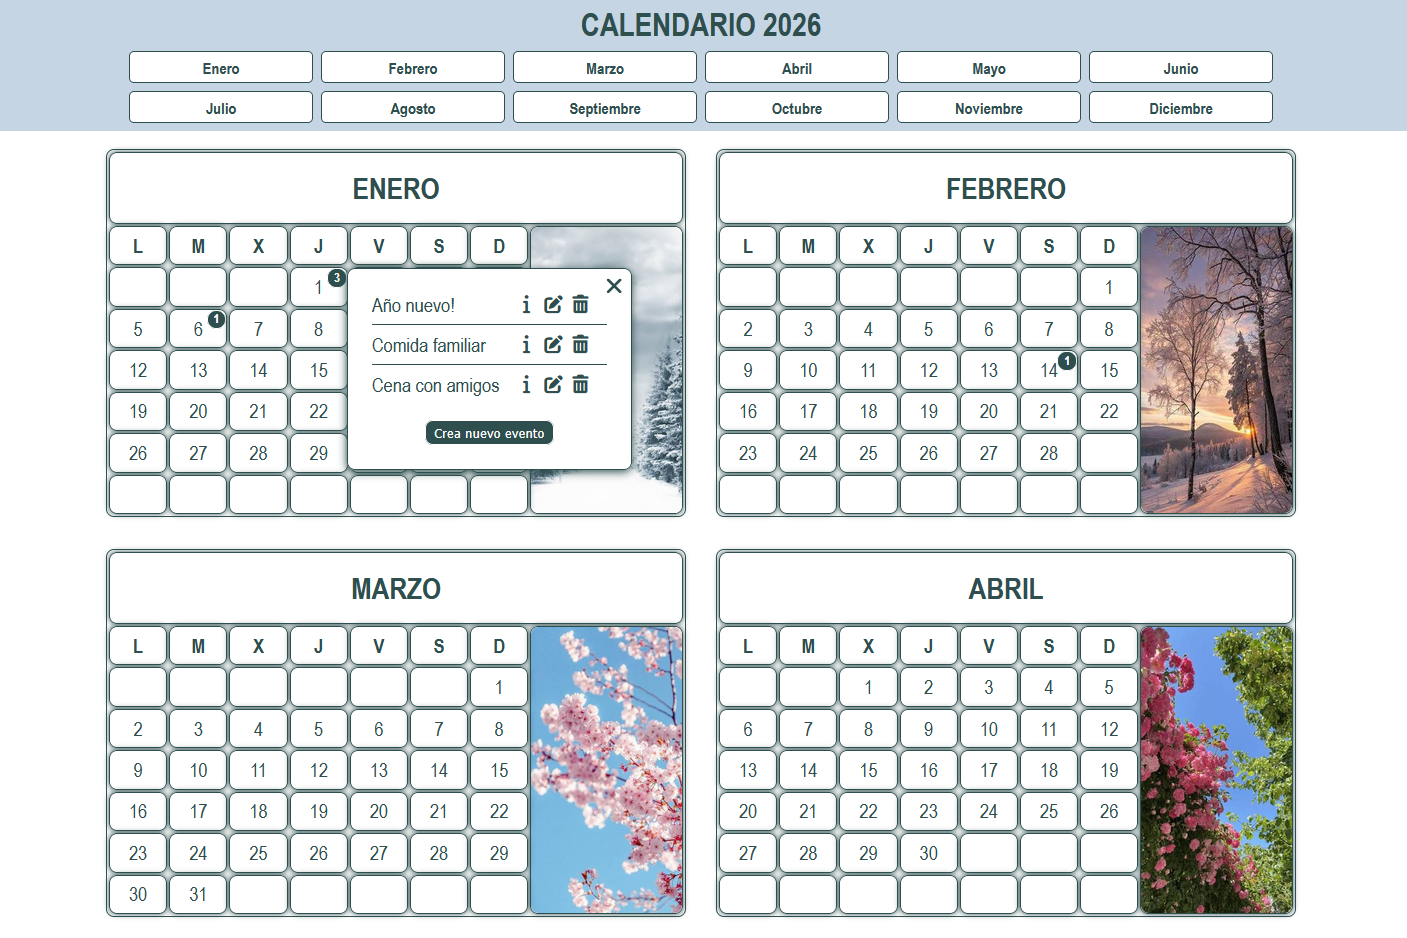 CALENDARIO 2026
Enero Febrero Marzo Abril Mayo Junio
Julio Agosto Septiembre Octubre Noviembre Diciembre
ENERO
L M X J V S D
1 3
5 6 1 7 8
12 13 14 15
19 20 21 22
26 27 28 29
Año nuevo!
Comida familiar
Cena con amigos
Crea nuevo evento
FEBRERO
L M X J V S D
1
2 3 4 5 6 7 8
9 10 11 12 13 14 1 15
16 17 18 19 20 21 22
23 24 25 26 27 28
MARZO
L M X J V S D
1
2 3 4 5 6 7 8
9 10 11 12 13 14 15
16 17 18 19 20 21 22
23 24 25 26 27 28 29
30 31
ABRIL
L M X J V S D
1 2 3 4 5
6 7 8 9 10 11 12
13 14 15 16 17 18 19
20 21 22 23 24 25 26
27 28 29 30